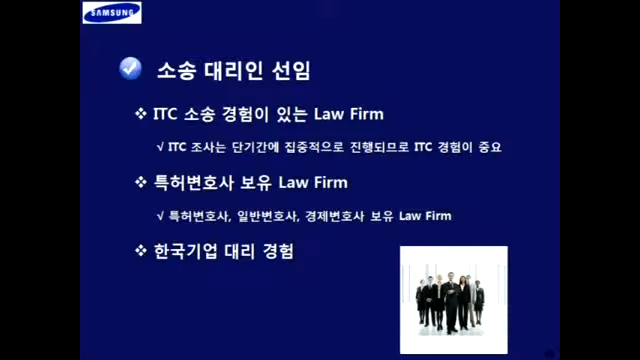 SAMSUNG
소송 대리인 선임
❖ ITC 소송 경험이 있는 Law Firm
√ ITC 조사는 단기간에 집중적으로 진행되므로 ITC 경험이 중요
❖ 특허변호사 보유 Law Firm
√ 특허변호사, 일반변호사, 경제변호사 보유 Law Firm
❖ 한국기업 대리 경험